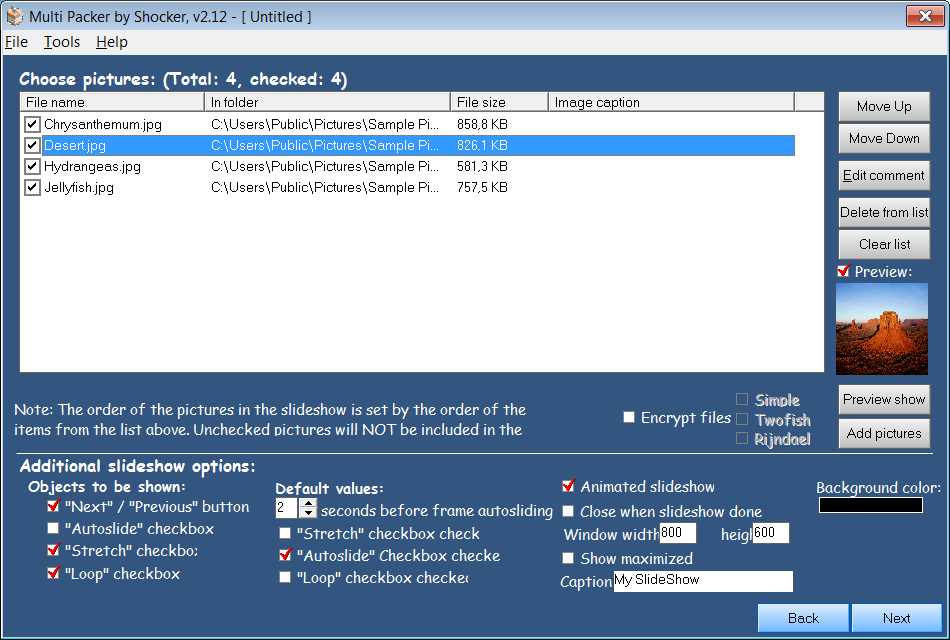 Multi Packer by Shocker, v2.12 - [ Untitled ]
File Tools Help
Choose pictures: (Total: 4, checked: 4)
File name In folder File size Image caption
Chrysanthemum.jpg C:\Users\Public\Pictures\Sample Pi... 858,8 KB
Desert.jpg C:\Users\Public\Pictures\Sample Pi... 826,1 KB
Hydrangeas.jpg C:\Users\Public\Pictures\Sample Pi... 581,3 KB
Jellyfish.jpg C:\Users\Public\Pictures\Sample Pi... 757,5 KB
Move Up
Move Down
Edit comment
Delete from list
Clear list
Preview:
Preview show
Add pictures
Note: The order of the pictures in the slideshow is set by the order of the
items from the list above. Unchecked pictures will NOT be included in the
Encrypt files
Simple
Twofish
Rijndael
Additional slideshow options:
Objects to be shown:
"Next" / "Previous" button
"Autoslide" checkbox
"Stretch" checkbo
"Loop" checkbox
Default values:
2 seconds before frame autosliding
"Stretch" checkbox check
"Autoslide" Checkbox checke
"Loop" checkbox checke
Animated slideshow
Close when slideshow done
Window width 800 heig 600
Show maximized
Caption My SlideShow
Background color:
Back Next